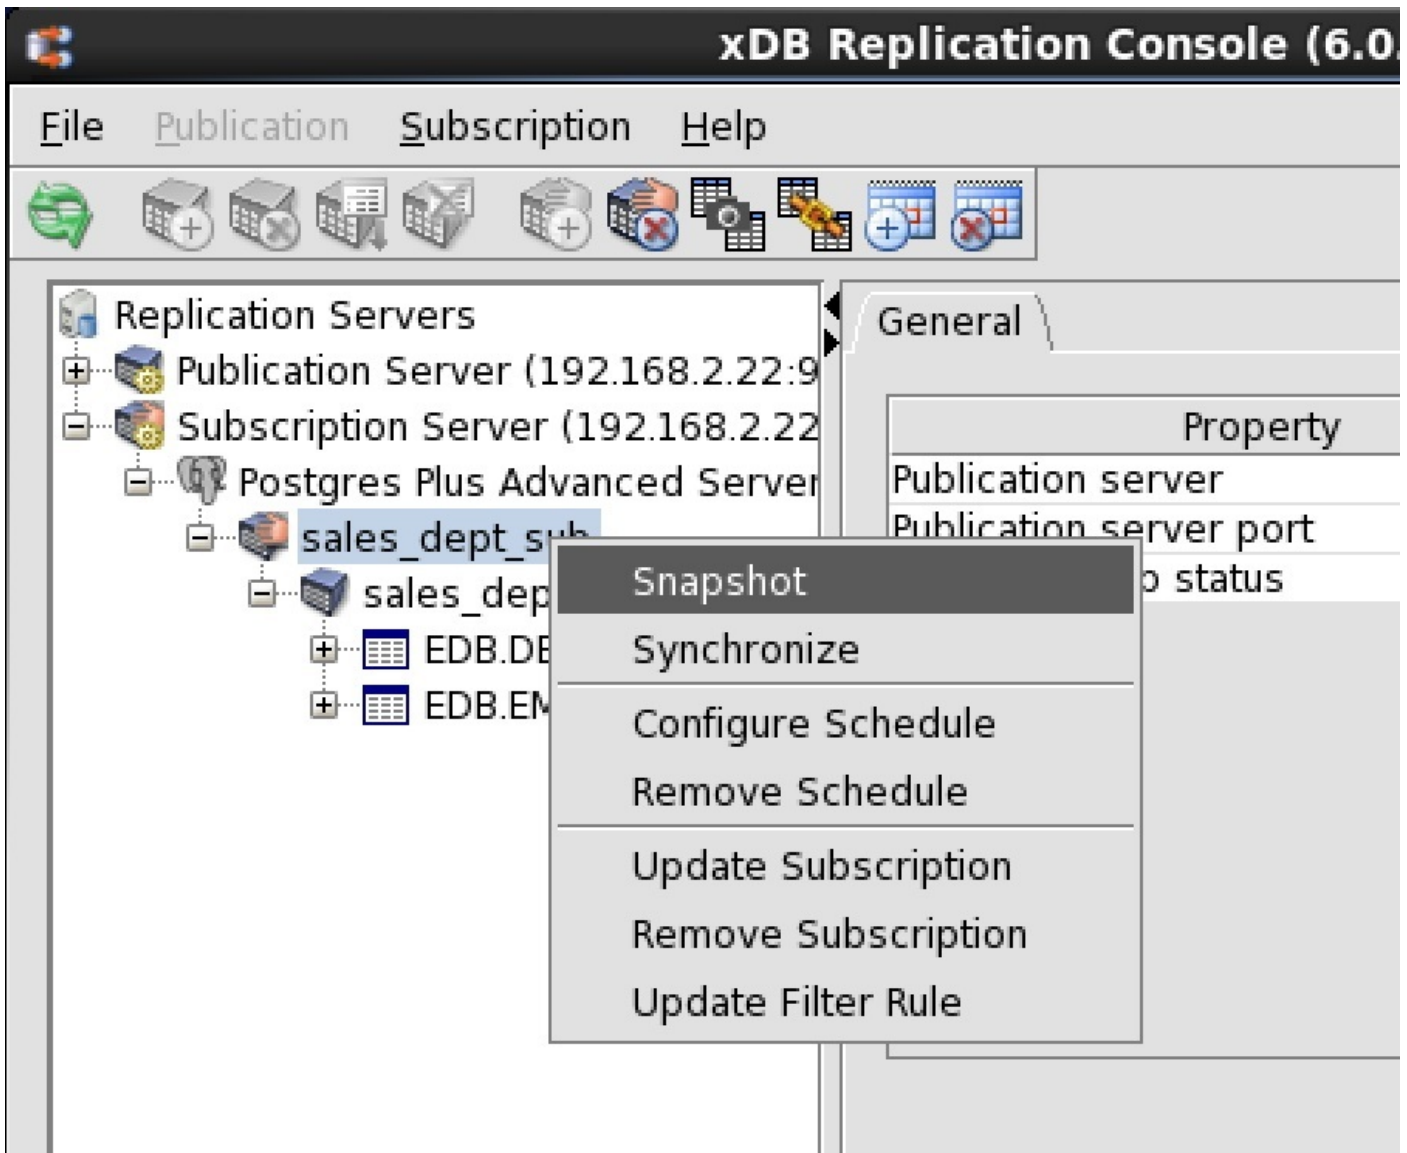 xDB Replication Console (6.0.
File Publication Subscription Help
Replication Servers
Publication Server (192.168.2.22:9
Subscription Server (192.168.2.22
Postgres Plus Advanced Server
sales_dept_sub
sales_dep
EDB.DE
EDB.EM
Snapshot
Synchronize
Configure Schedule
Remove Schedule
Update Subscription
Remove Subscription
Update Filter Rule
General
Property
Publication server
Publication server port
status